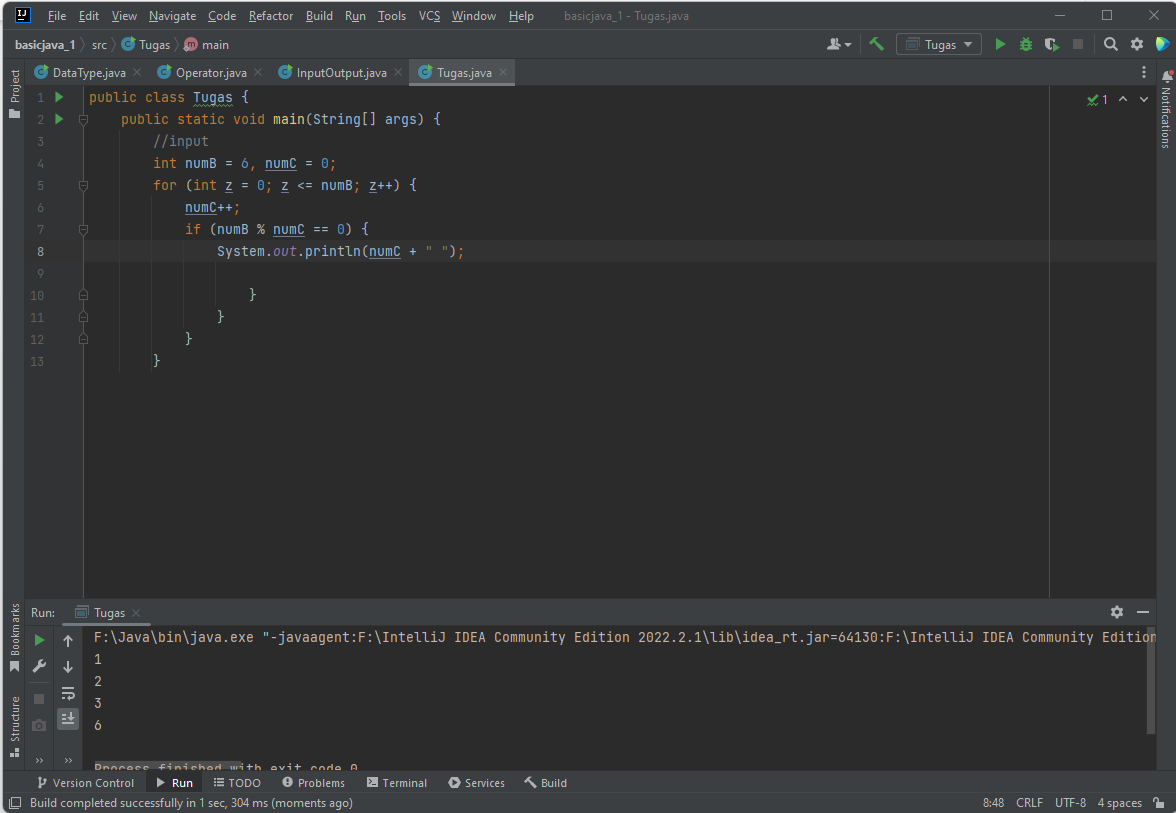 File Edit View Navigate Code Refactor Build Run Tools VCS Window Help basicjava_1 - Tugas.java
basicjava_1 src Tugas main Tugas
Project
DataType.java Operator.java InputOutput.java Tugas.java
Notifications
1 public class Tugas {
1
2 public static void main(String[] args) {
3 //input
4 int numB = 6, numC = 0;
5 for (int z = 0; z <= numB; z++) {
6 numC++;
7 if (numB % numC == 0) {
8 System.out.println(numC + " ");
9
10 }
11 }
12 }
13 }
Bookmarks
Structure
Run: Tugas
F:\Java\bin\java.exe "-javaagent:F:\IntelliJ IDEA Community Edition 2022.2.1\lib\idea_rt.jar=64130:F:\IntelliJ IDEA Community Edition
1
2
3
6
Process finished with exit code 0
Version Control Run TODO Problems Terminal Services Build
Build completed successfully in 1 sec, 304 ms (moments ago) 8:48 CRLF UTF-8 4 spaces